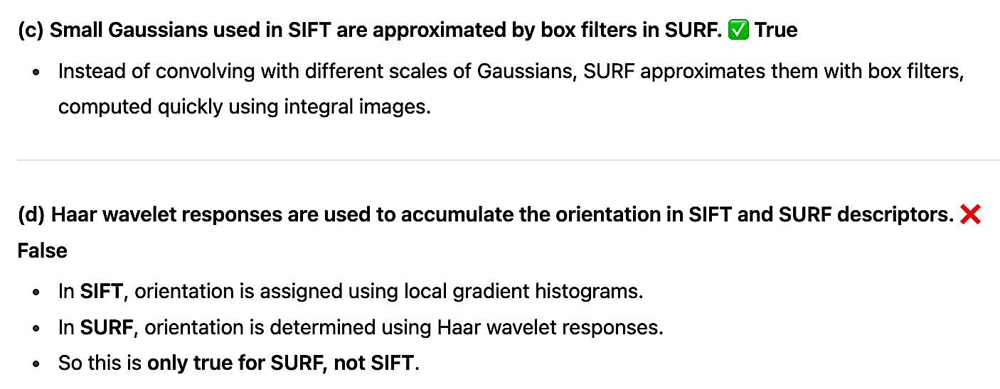 (c) Small Gaussians used in SIFT are approximated by box filters in SURF. ✅ True
• Instead of convolving with different scales of Gaussians, SURF approximates them with box filters,
computed quickly using integral images.
(d) Haar wavelet responses are used to accumulate the orientation in SIFT and SURF descriptors. ❌
False
• In SIFT, orientation is assigned using local gradient histograms.
• In SURF, orientation is determined using Haar wavelet responses.
• So this is only true for SURF, not SIFT.